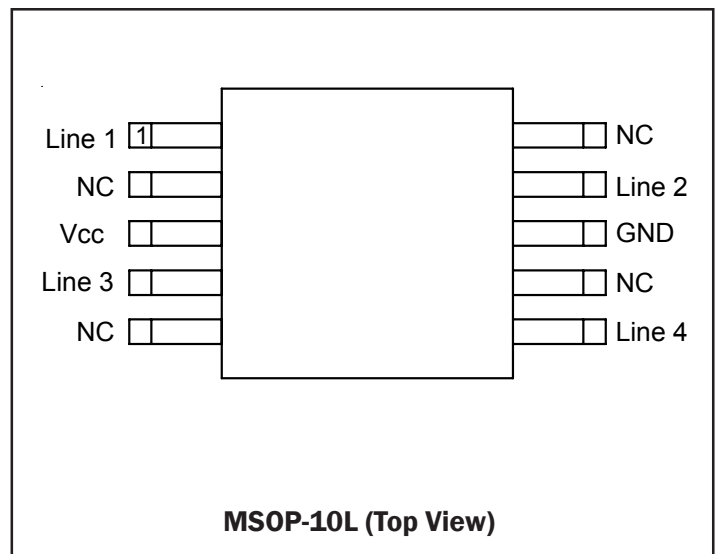 Line 1 1 NC
NC Line 2
Vcc GND
Line 3 NC
NC Line 4
MSOP-10L (Top View)